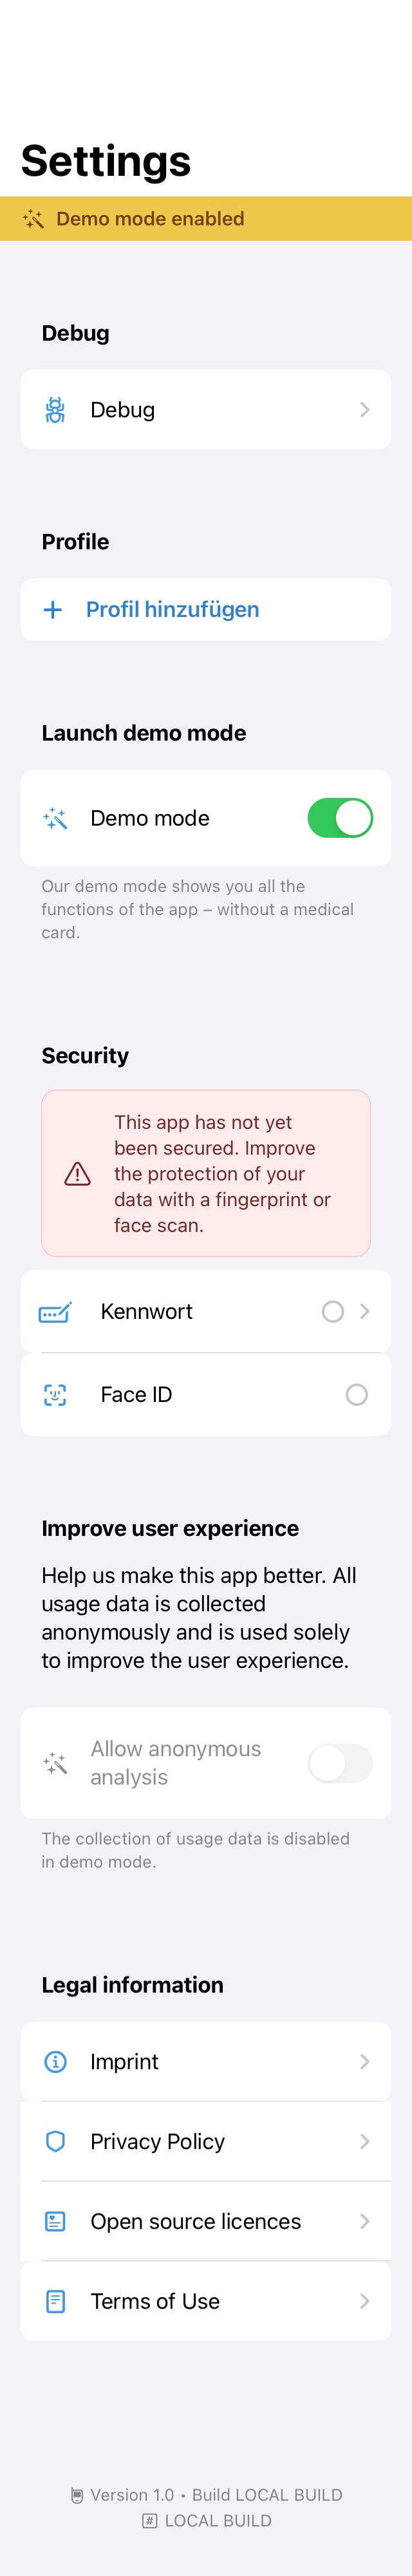 Settings
Demo mode enabled
Debug
Debug
Profile
Profil hinzufügen
Launch demo mode
Demo mode
Our demo mode shows you all the
functions of the app – without a medical
card.
Security
This app has not yet
been secured. Improve
the protection of your
data with a fingerprint or
face scan.
Kennwort
Face ID
Improve user experience
Help us make this app better. All
usage data is collected
anonymously and is used solely
to improve the user experience.
Allow anonymous
analysis
The collection of usage data is disabled
in demo mode.
Legal information
Imprint
Privacy Policy
Open source licences
Terms of Use
Version 1.0 • Build LOCAL BUILD
# LOCAL BUILD